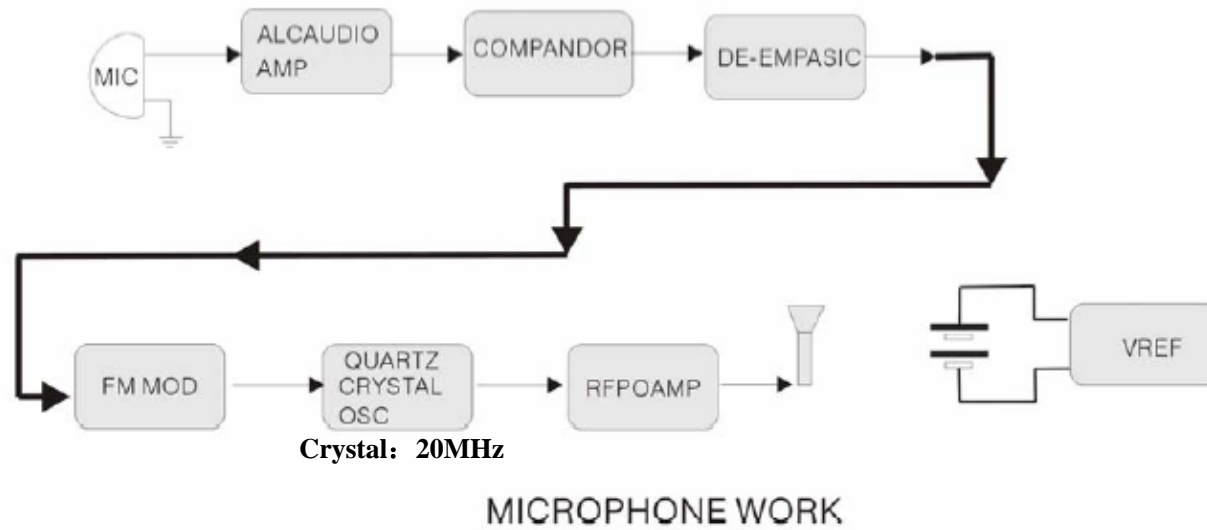 MIC
ALCAUDIO
AMP
COMPANDOR
DE-EMPASIC
FM MOD
QUARTZ
CRYSTAL
OSC
RFPOAMP
VREF
Crystal：20MHz
MICROPHONE WORK